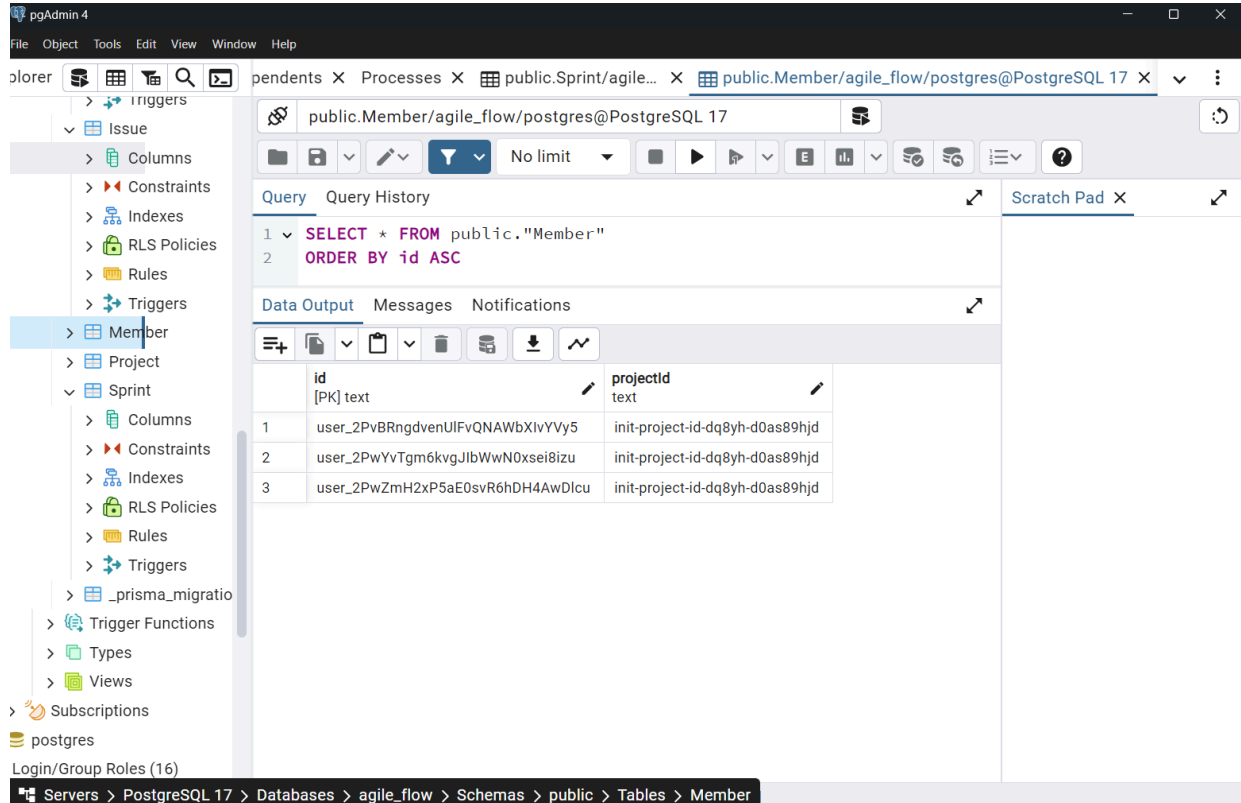 pgAdmin 4
File Object Tools Edit View Window Help
plorer
pendents Processes public.Sprint/agile... public.Member/agile_flow/postgres@PostgreSQL 17
Triggers
Issue
Columns
Constraints
Indexes
RLS Policies
Rules
Triggers
Member
Project
Sprint
Columns
Constraints
Indexes
RLS Policies
Rules
Triggers
_prisma_migratio
Trigger Functions
Types
Views
Subscriptions
postgres
Login/Group Roles (16)
public.Member/agile_flow/postgres@PostgreSQL 17
No limit
E
Query Query History
Scratch Pad
1 SELECT * FROM public."Member"
2 ORDER BY id ASC
Data Output Messages Notifications
id projectId
[PK] text text
1 user_2PvBRngdvenUlFvQNAWbXIvYVy5 init-project-id-dq8yh-d0as89hjd
2 user_2PwYvTgm6kvgJIbWwN0xsei8izu init-project-id-dq8yh-d0as89hjd
3 user_2PwZmH2xP5aE0svR6hDH4AwDlcu init-project-id-dq8yh-d0as89hjd
Servers > PostgreSQL 17 > Databases > agile_flow > Schemas > public > Tables > Member